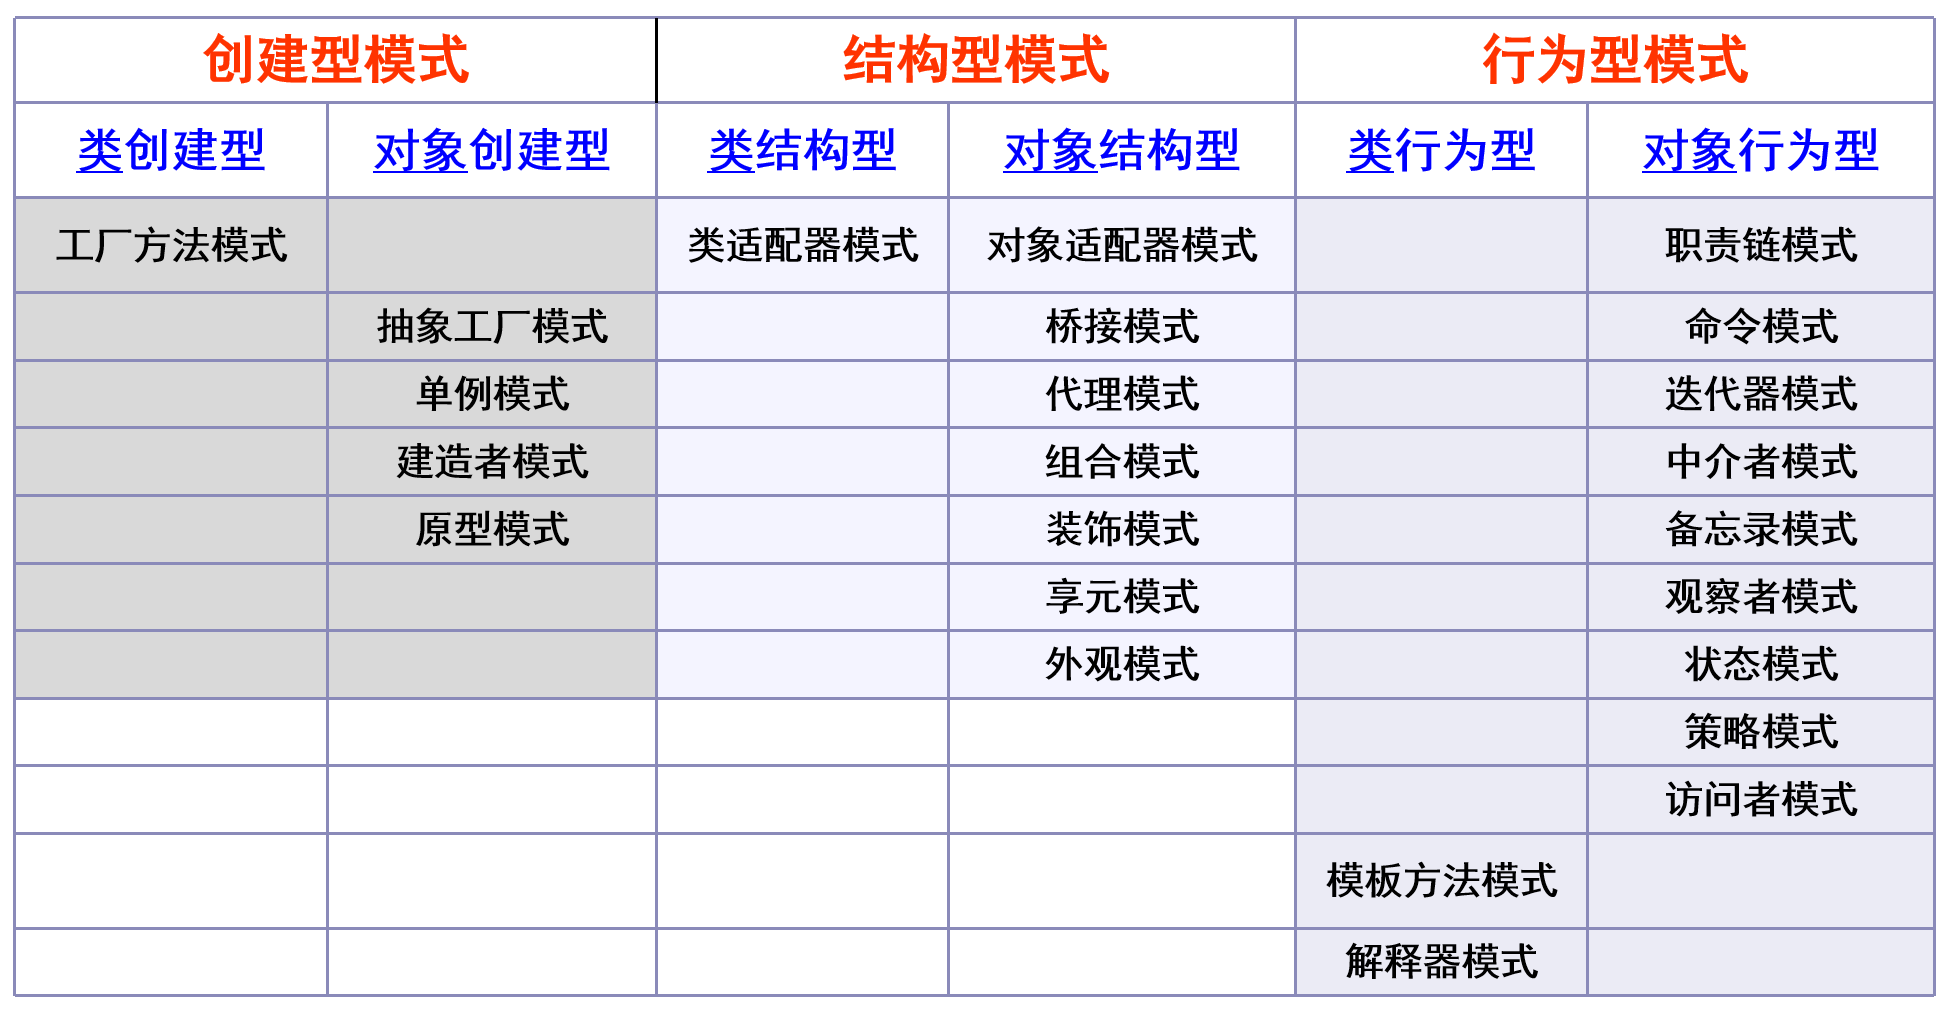 创建型模式 结构型模式 行为型模式
类创建型 对象创建型 类结构型 对象结构型 类行为型 对象行为型
工厂方法模式 类适配器模式 对象适配器模式 职责链模式
抽象工厂模式 桥接模式 命令模式
单例模式 代理模式 迭代器模式
建造者模式 组合模式 中介者模式
原型模式 装饰模式 备忘录模式
享元模式 观察者模式
外观模式 状态模式
策略模式
访问者模式
模板方法模式
解释器模式